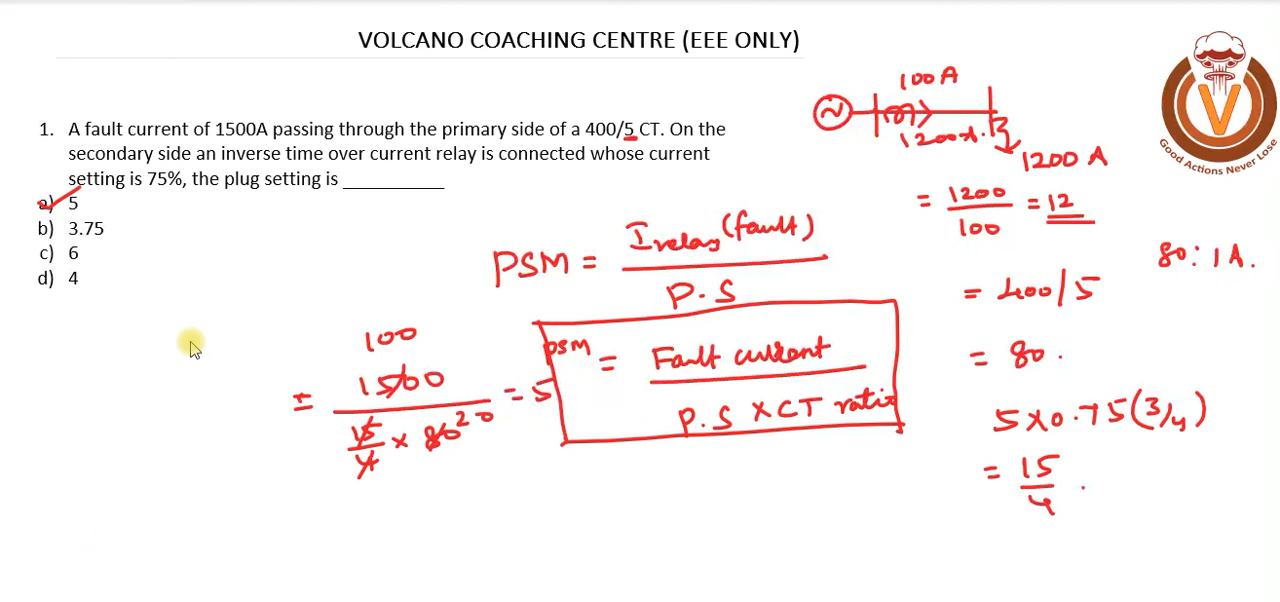 VOLCANO COACHING CENTRE (EEE ONLY)
1. A fault current of 1500A passing through the primary side of a 400/5 CT. On the
secondary side an inverse time over current relay is connected whose current
setting is 75%, the plug setting is __________
a) 5
b) 3.75
c) 6
d) 4
100 A
1200A.
1200 A
= 1200/100 = 12
80:1A.
= 400/5
= 80.
5 x 0.75 (3/4)
= 15/4.
PSM = I relay (fault) / P.S
PSM = Fault current / P.S x CT ratio
100
= 1500 / 15/4 x 80 20 = 5
V
Good Actions Never Lose